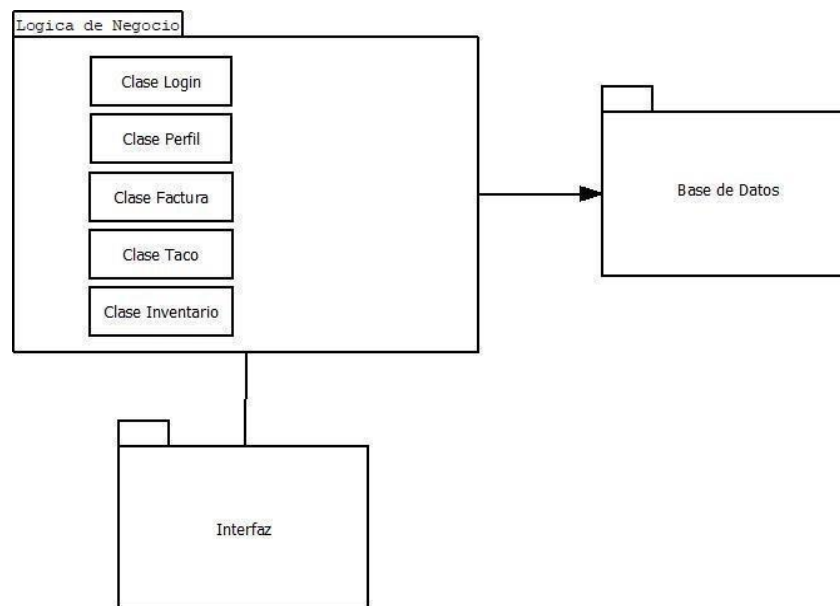 Logica de Negocio
Clase Login
Clase Perfil
Clase Factura
Clase Taco
Clase Inventario
Base de Datos
Interfaz